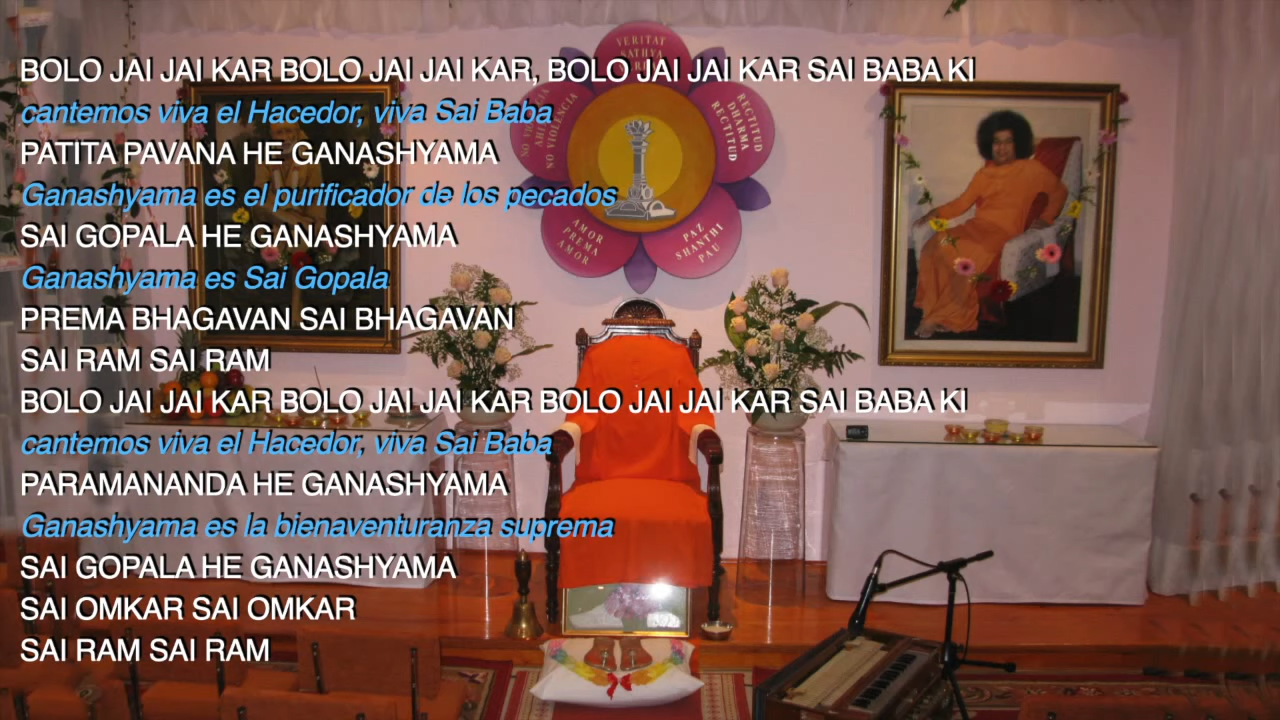 BOLO JAI JAI KAR BOLO JAI JAI KAR, BOLO JAI JAI KAR SAI BABA KI
cantemos viva el Hacedor, viva Sai Baba
PATITA PAVANA HE GANASHYAMA
Ganashyama es el purificador de los pecados
SAI GOPALA HE GANASHYAMA
Ganashyama es Sai Gopala
PREMA BHAGAVAN SAI BHAGAVAN
SAI RAM SAI RAM
BOLO JAI JAI KAR BOLO JAI JAI KAR BOLO JAI JAI KAR SAI BABA KI
cantemos viva el Hacedor, viva Sai Baba
PARAMANANDA HE GANASHYAMA
Ganashyama es la bienaventuranza suprema
SAI GOPALA HE GANASHYAMA
SAI OMKAR SAI OMKAR
SAI RAM SAI RAM
VERITAT
SATHYA
NO VIOLENCIA
RECTITUD
DHARMA
RECTITUD
AMOR
PREMA
AMOR
PAZ
SHANTHI
PAU